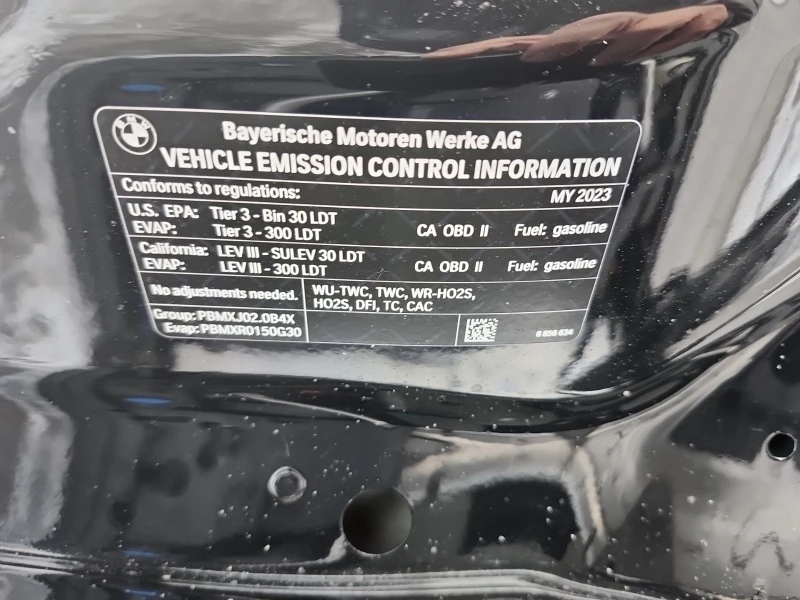 BMW
Bayerische Motoren Werke AG
VEHICLE EMISSION CONTROL INFORMATION
Conforms to regulations: MY 2023
U.S. EPA: Tier 3 - Bin 30 LDT
EVAP: Tier 3 - 300 LDT CA OBD II Fuel: gasoline
California: LEV III - SULEV 30 LDT
EVAP: LEV III - 300 LDT CA OBD II Fuel: gasoline
No adjustments needed. WU-TWC, TWC, WR-HO2S,
HO2S, DFI, TC, CAC
Group: PBMXJ02.0B4X
Evap: PBMXR0150G30